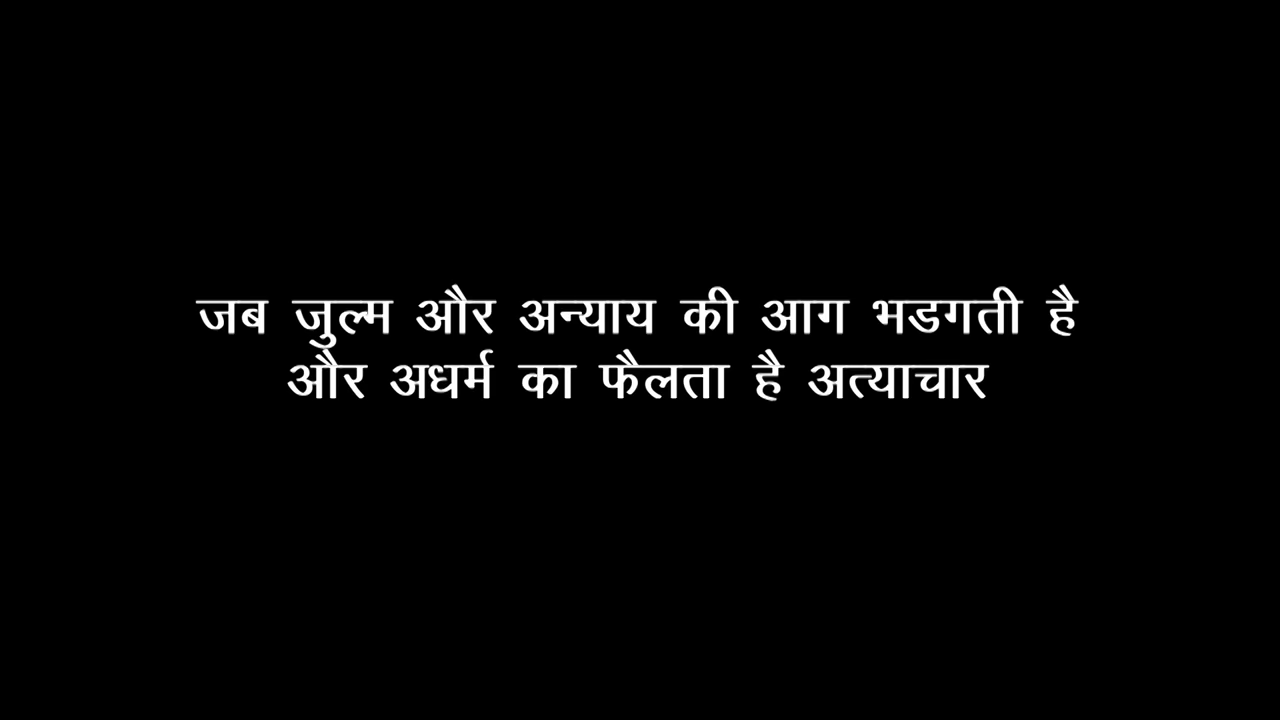 जब जुल्म और अन्याय की आग भडगती है
और अधर्म का फैलता है अत्याचार